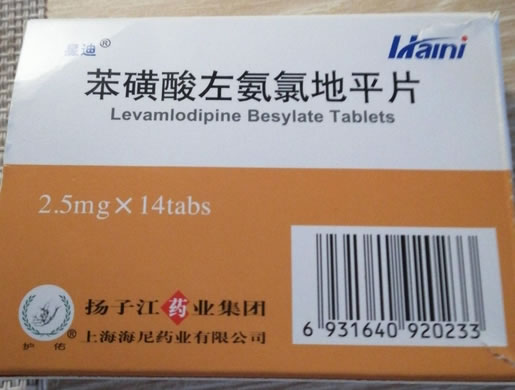 星迪®
Haini
苯磺酸左氨氯地平片
Levamlodipine Besylate Tablets
2.5mg×14tabs
护佑®
扬子江药业集团
上海海尼药业有限公司
6 931640 920233